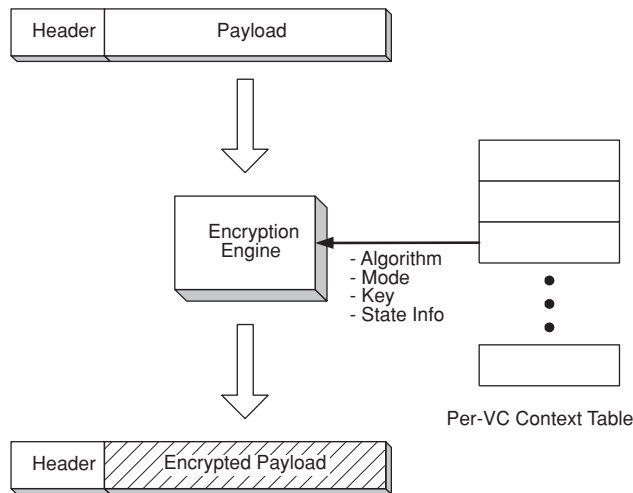 Header
Payload
Encryption
Engine
- Algorithm
- Mode
- Key
- State Info
Per-VC Context Table
Header
Encrypted Payload